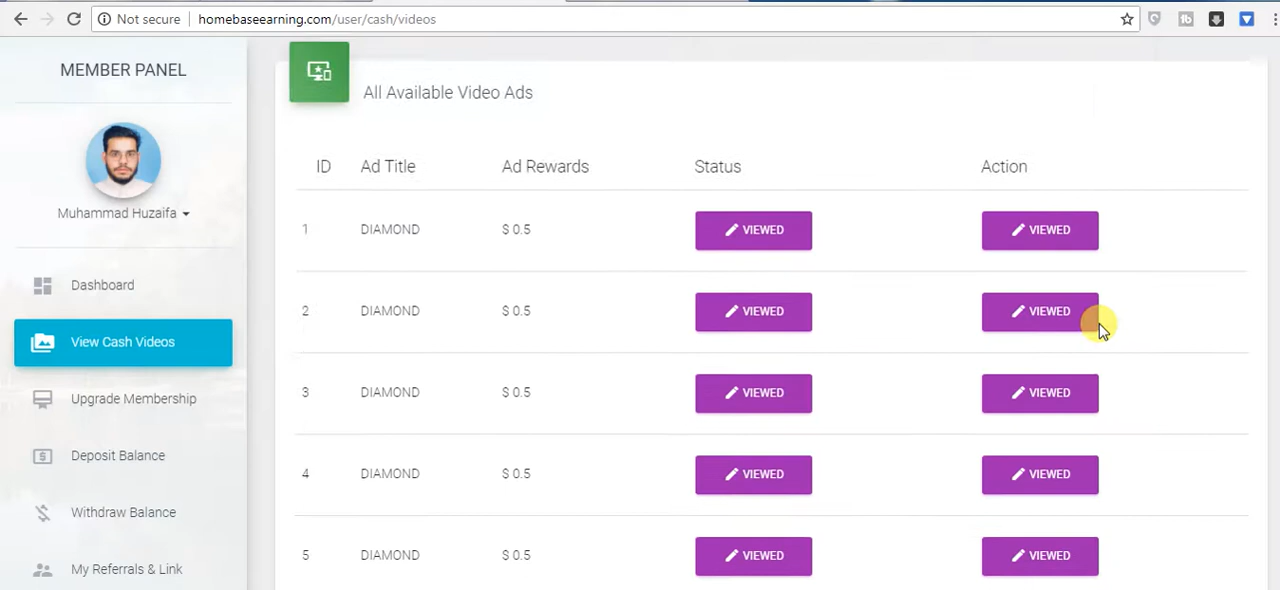 Not secure | homebaseearning.com/user/cash/videos
MEMBER PANEL
Muhammad Huzaifa
Dashboard
View Cash Videos
Upgrade Membership
Deposit Balance
Withdraw Balance
My Referrals & Link
All Available Video Ads
ID Ad Title Ad Rewards Status Action
1 DIAMOND $ 0.5 VIEWED VIEWED
2 DIAMOND $ 0.5 VIEWED VIEWED
3 DIAMOND $ 0.5 VIEWED VIEWED
4 DIAMOND $ 0.5 VIEWED VIEWED
5 DIAMOND $ 0.5 VIEWED VIEWED